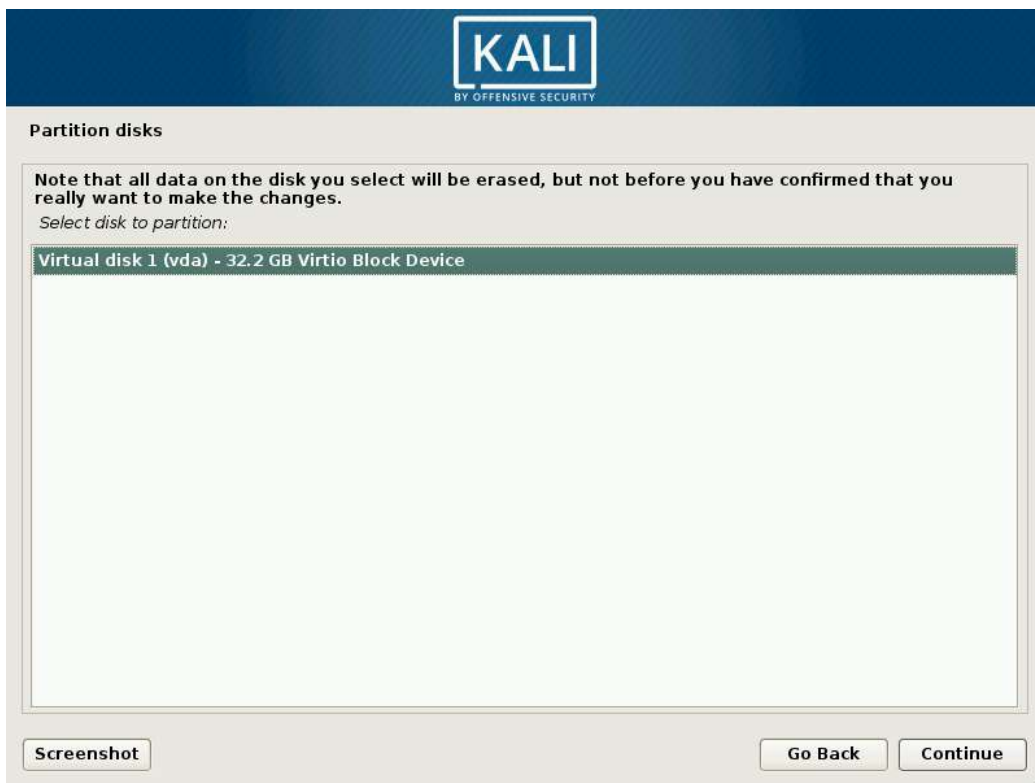 KALI
BY OFFENSIVE SECURITY
Partition disks
Note that all data on the disk you select will be erased, but not before you have confirmed that you
really want to make the changes.
Select disk to partition:
Virtual disk 1 (vda) - 32.2 GB Virtio Block Device
Screenshot
Go Back
Continue